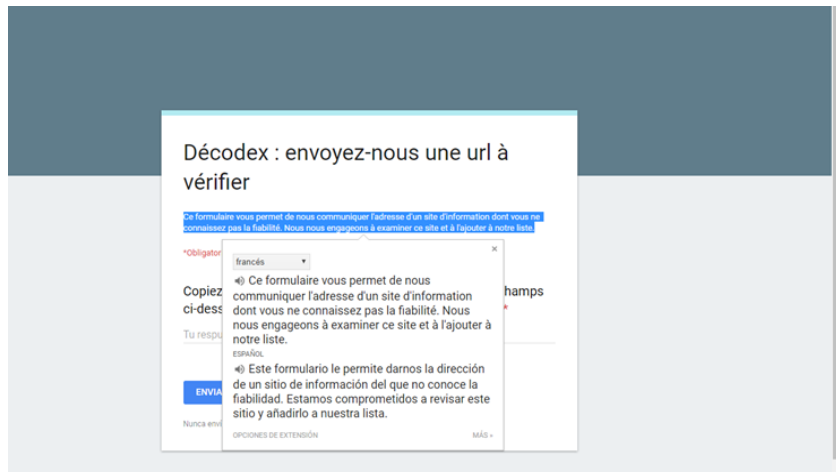 Décodex : envoyez-nous une url à
vérifier
Ce formulaire vous permet de nous communiquer l'adresse d'un site d'information dont vous ne
connaissez pas la fiabilité. Nous nous engageons à examiner ce site et à l'ajouter à notre liste.
*Obligator
francés
Ce formulaire vous permet de nous
communiquer l'adresse d'un site d'information
dont vous ne connaissez pas la fiabilité. Nous
nous engageons à examiner ce site et à l'ajouter à
notre liste.
ESPAÑOL
Este formulario le permite darnos la dirección
de un sitio de información del que no conoce la
fiabilidad. Estamos comprometidos a revisar este
sitio y añadirlo a nuestra lista.
OPCIONES DE EXTENSIÓN MÁS »
Copiez hamps
ci-dess *
Tu respu
ENVIA
Nunca enví